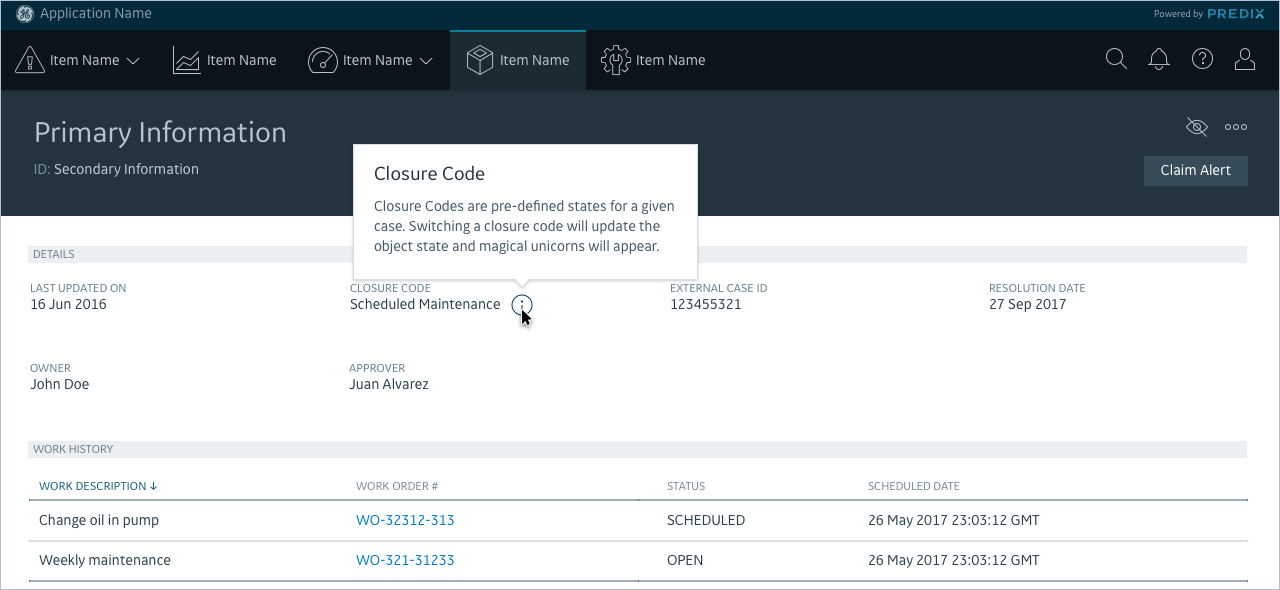 Application Name
Powered by PREDIX
Item Name
Item Name
Item Name
Item Name
Item Name
Primary Information
ID: Secondary Information
Claim Alert
Closure Code
Closure Codes are pre-defined states for a given
case. Switching a closure code will update the
object state and magical unicorns will appear.
DETAILS
LAST UPDATED ON
16 Jun 2016
CLOSURE CODE
Scheduled Maintenance
EXTERNAL CASE ID
123455321
RESOLUTION DATE
27 Sep 2017
OWNER
John Doe
APPROVER
Juan Alvarez
WORK HISTORY
WORK DESCRIPTION ↓ WORK ORDER # STATUS SCHEDULED DATE
Change oil in pump WO-32312-313 SCHEDULED 26 May 2017 23:03:12 GMT
Weekly maintenance WO-321-31233 OPEN 26 May 2017 23:03:12 GMT